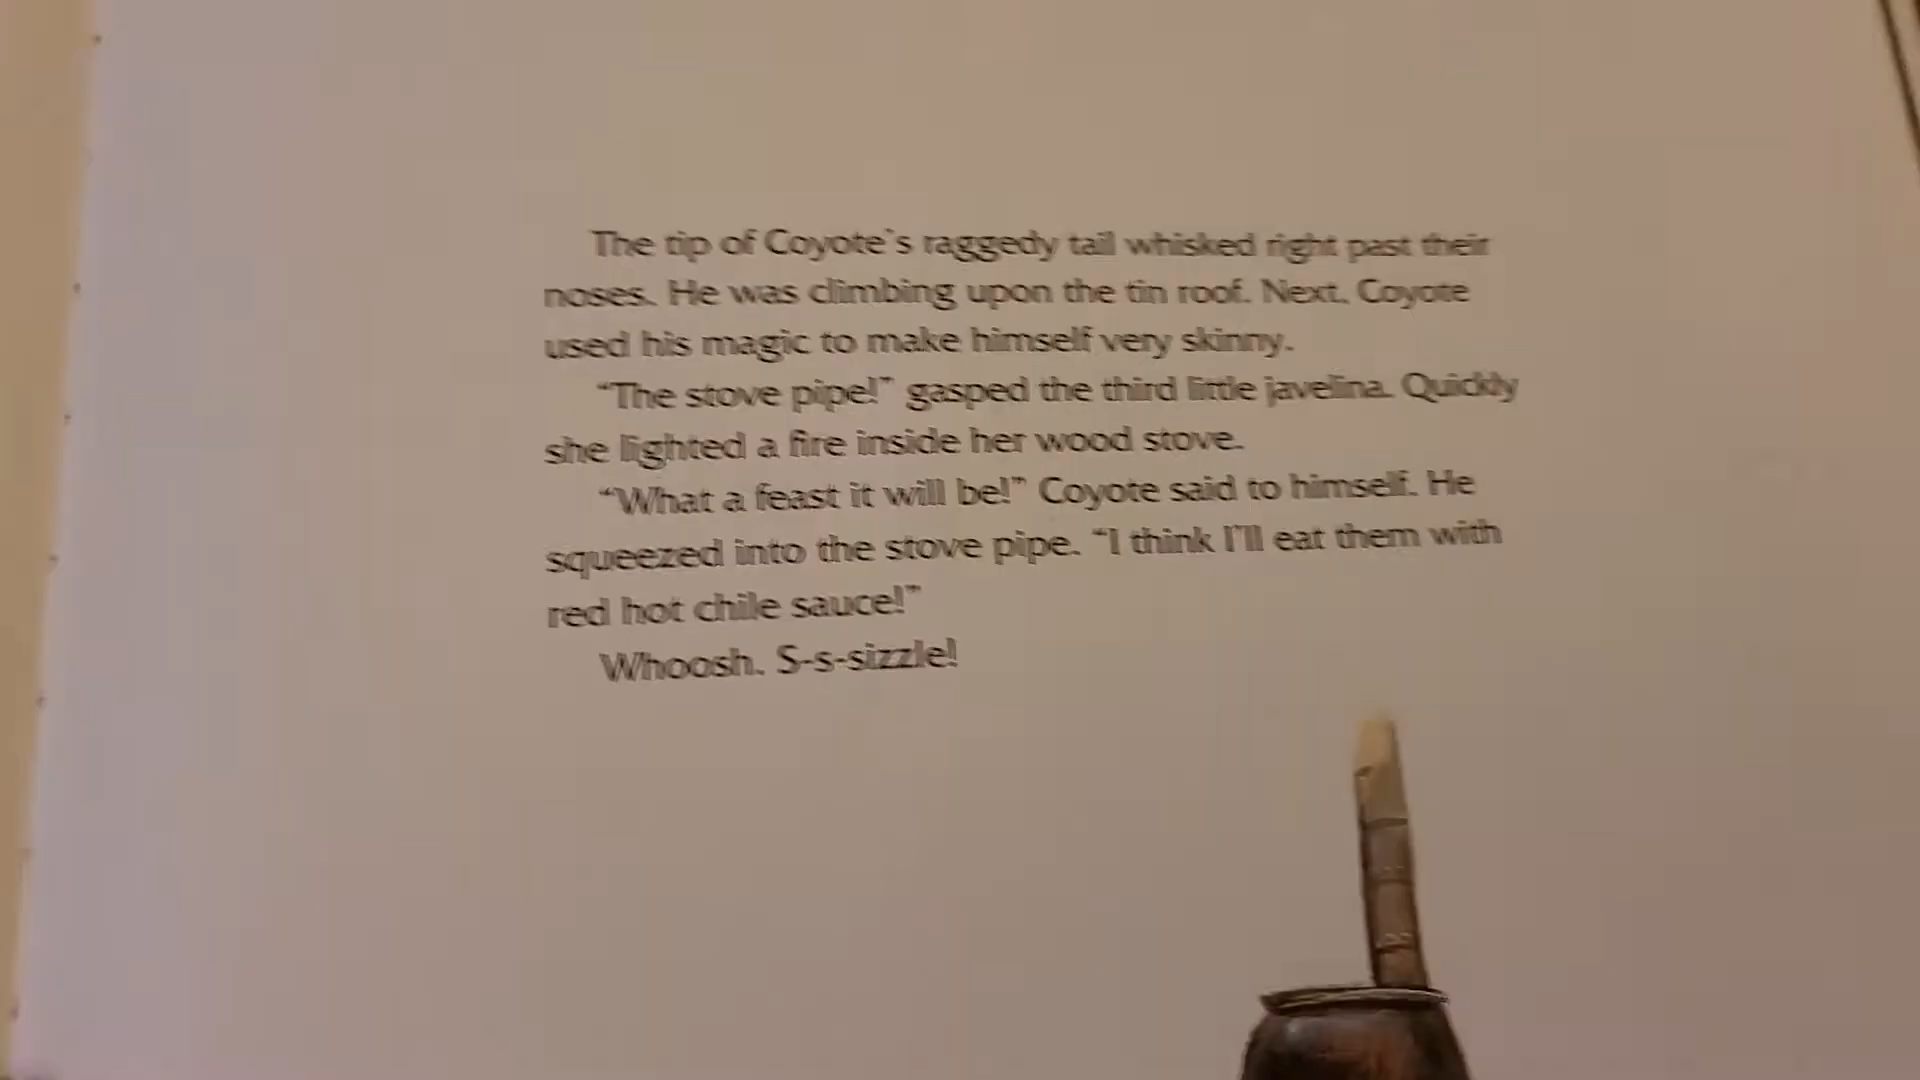 The tip of Coyote's raggedy tail whisked right past their
noses. He was climbing upon the tin roof. Next, Coyote
used his magic to make himself very skinny.
“The stove pipe!” gasped the third little javelina. Quickly
she lighted a fire inside her wood stove.
“What a feast it will be!” Coyote said to himself. He
squeezed into the stove pipe. “I think I'll eat them with
red hot chile sauce!”
Whoosh. S-s-sizzle!